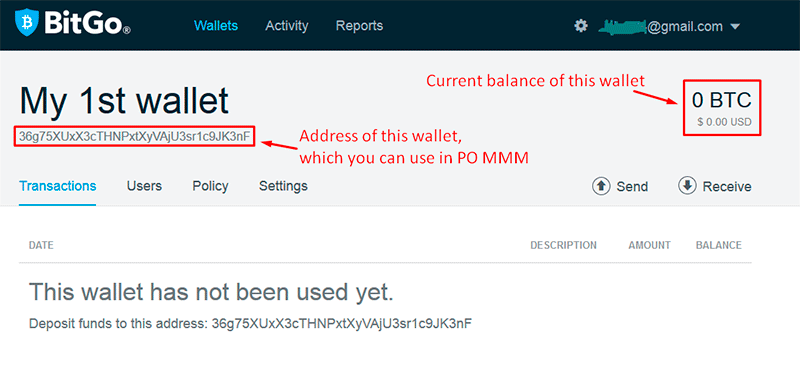 BitGo®
Wallets Activity Reports
@gmail.com
Current balance of this wallet
My 1st wallet
0 BTC
$ 0.00 USD
36g75XUxX3cTHNPxtXyVAjU3sr1c9JK3nF
Address of this wallet,
which you can use in PO MMM
Transactions Users Policy Settings Send Receive
DATE DESCRIPTION AMOUNT BALANCE
This wallet has not been used yet.
Deposit funds to this address: 36g75XUxX3cTHNPxtXyVAjU3sr1c9JK3nF